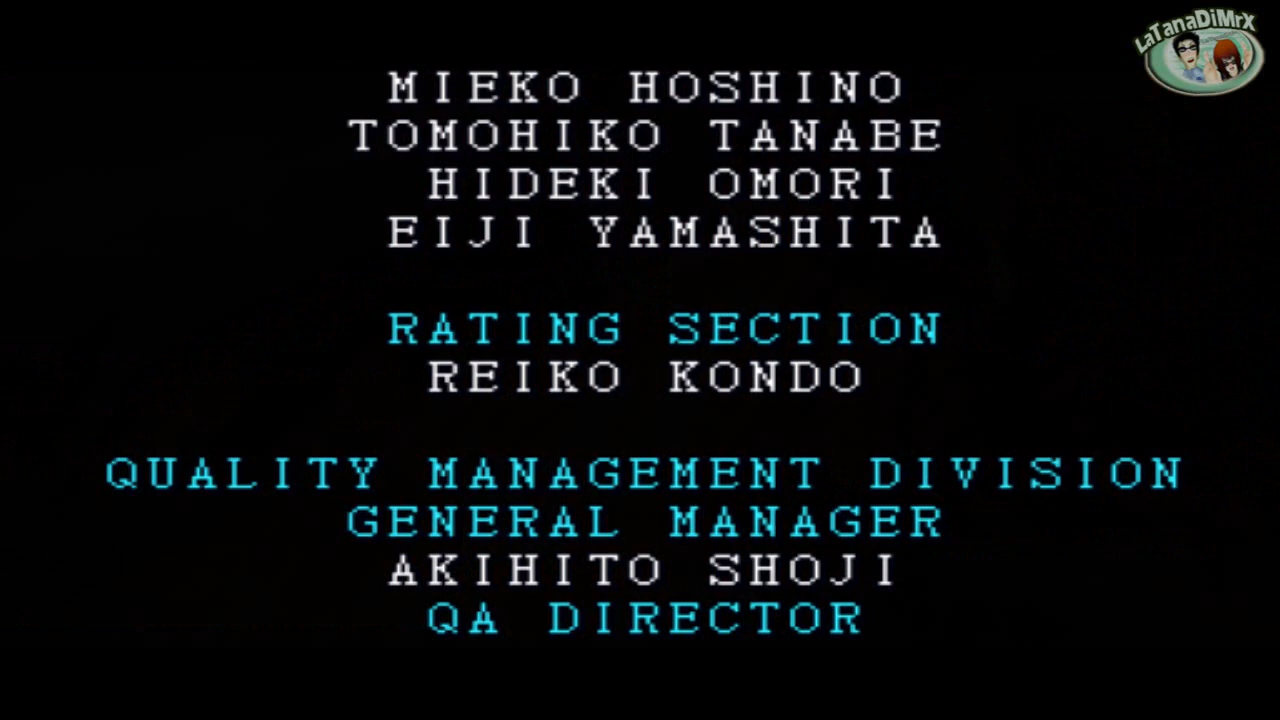 LaTanaDiMrX
MIEKO HOSHINO
TOMOHIKO TANABE
HIDEKI OMORI
EIJI YAMASHITA
RATING SECTION
REIKO KONDO
QUALITY MANAGEMENT DIVISION
GENERAL MANAGER
AKIHITO SHOJI
QA DIRECTOR